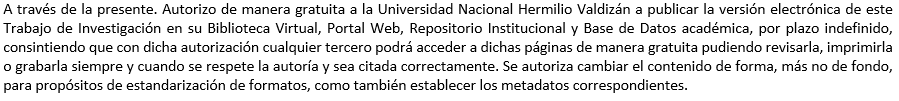 A través de la presente. Autorizo de manera gratuita a la Universidad Nacional Hermilio Valdizán a publicar la versión electrónica de este
Trabajo de Investigación en su Biblioteca Virtual, Portal Web, Repositorio Institucional y Base de Datos académica, por plazo indefinido,
consintiendo que con dicha autorización cualquier tercero podrá acceder a dichas páginas de manera gratuita pudiendo revisarla, imprimirla
o grabarla siempre y cuando se respete la autoría y sea citada correctamente. Se autoriza cambiar el contenido de forma, más no de fondo,
para propósitos de estandarización de formatos, como también establecer los metadatos correspondientes.